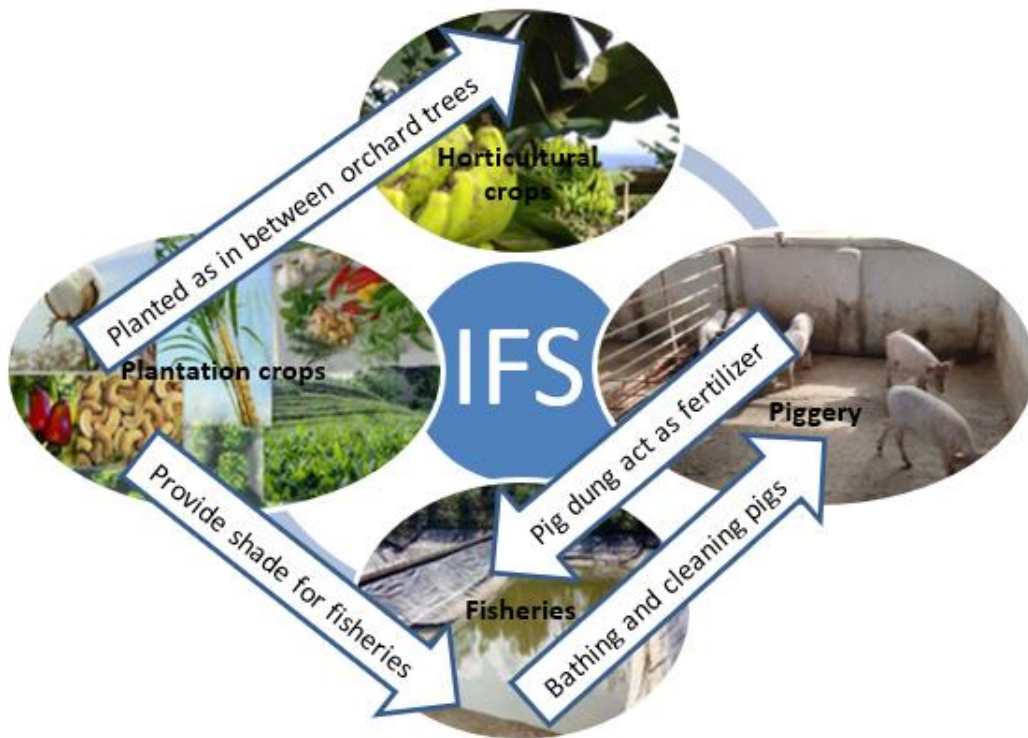 Planted as in between orchard trees
Horticultural
crops
IFS
Plantation crops
Piggery
Pig dung act as fertilizer
Provide shade for fisheries
Fisheries
Bathing and cleaning pigs